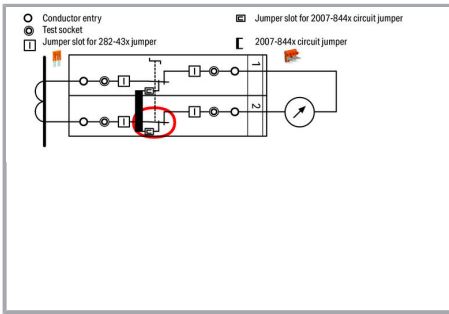 Conductor entry
Test socket
Jumper slot for 282-43x jumper
Jumper slot for 2007-844x circuit jumper
2007-844x circuit jumper
1
2